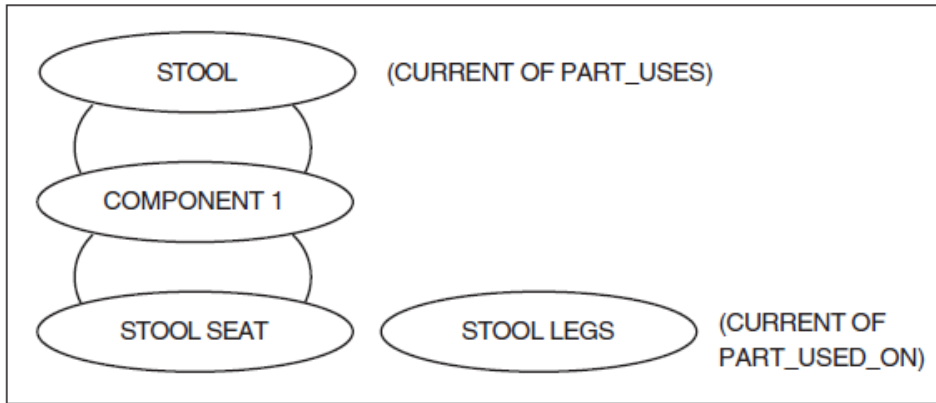 STOOL (CURRENT OF PART_USES)
COMPONENT 1
STOOL SEAT STOOL LEGS (CURRENT OF
PART_USED_ON)